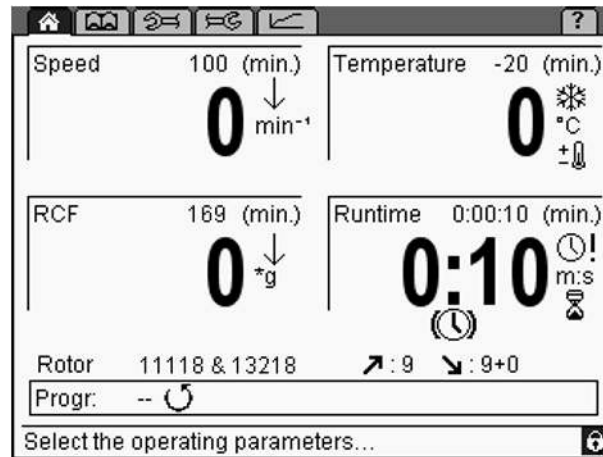 ?
Speed 100 (min.)
0 min⁻¹
Temperature -20 (min.)
0 °C
RCF 169 (min.)
0 *g
Runtime 0:00:10 (min.)
0:10 m:s
Rotor 11118 & 13218 : 9 : 9+0
Progr: --
Select the operating parameters...